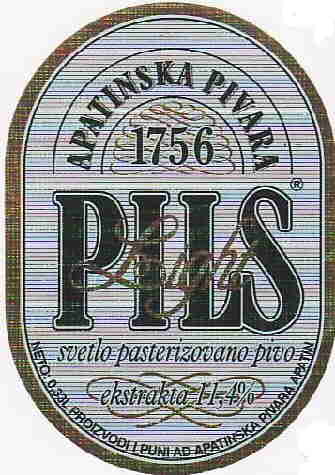 APATINSKA PIVARA
1756
PILS
Light
®
svetlo pasterizovano pivo
ekstrakta 11,4%
NETO: 0,32L PROIZVODI I PUNI AD APATINSKA PIVARA APATIN